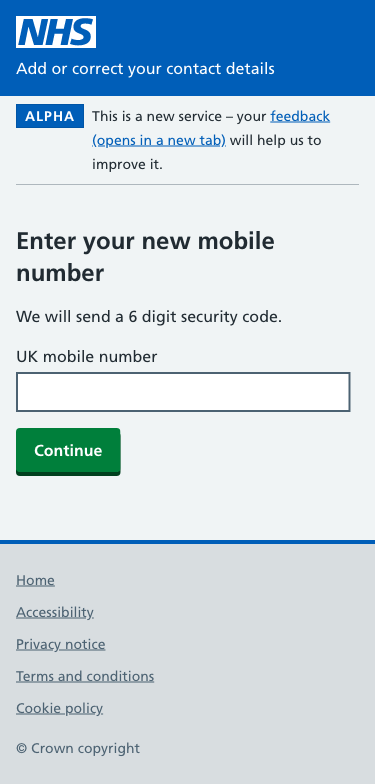 NHS
Add or correct your contact details
ALPHA This is a new service – your feedback
(opens in a new tab) will help us to
improve it.
Enter your new mobile
number
We will send a 6 digit security code.
UK mobile number
Continue
Home
Accessibility
Privacy notice
Terms and conditions
Cookie policy
© Crown copyright